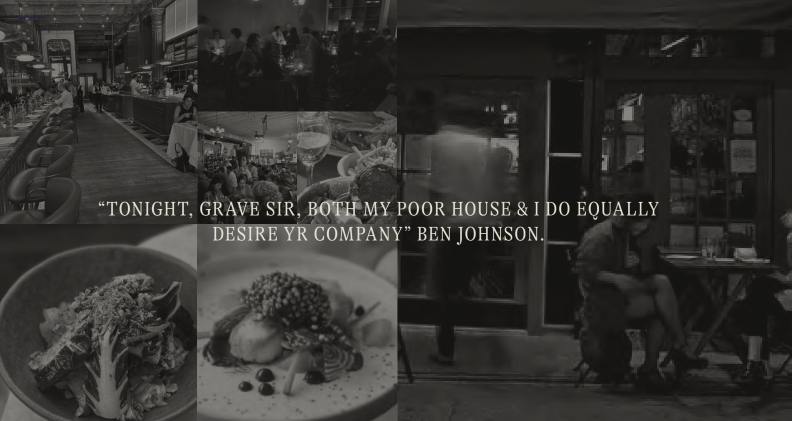 “TONIGHT, GRAVE SIR, BOTH MY POOR HOUSE & I DO EQUALLY
DESIRE YR COMPANY” BEN JOHNSON.